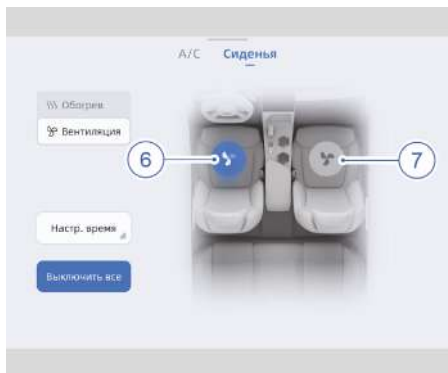 A/C Сиденья
Обогрев
Вентиляция
6
7
Настр. время
Выключить все